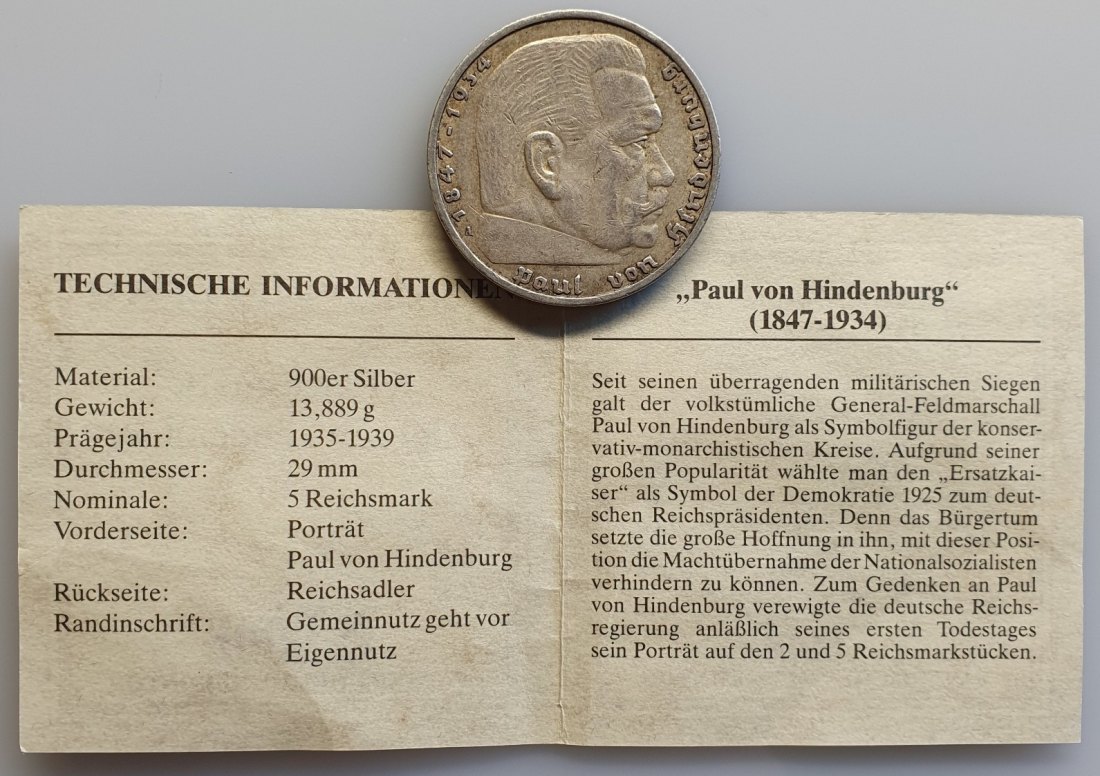 1847-1934
Paul von Hindenburg
TECHNISCHE INFORMATIONEN
Material: 900er Silber
Gewicht: 13,889 g
Prägejahr: 1935-1939
Durchmesser: 29 mm
Nominale: 5 Reichsmark
Vorderseite: Porträt
Paul von Hindenburg
Rückseite: Reichsadler
Randinschrift: Gemeinnutz geht vor
Eigennutz
„Paul von Hindenburg“
(1847-1934)
Seit seinen überragenden militärischen Siegen
galt der volkstümliche General-Feldmarschall
Paul von Hindenburg als Symbolfigur der konser-
vativ-monarchistischen Kreise. Aufgrund seiner
großen Popularität wählte man den „Ersatzkai-
ser“ als Symbol der Demokratie 1925 zum deut-
schen Reichspräsidenten. Denn das Bürgertum
setzte die große Hoffnung in ihn, mit dieser Posi-
tion die Machtübernahme der Nationalsozialisten
verhindern zu können. Zum Gedenken an Paul
von Hindenburg verewigte die deutsche Reichs-
regierung anläßlich seines ersten Todestages
sein Porträt auf den 2 und 5 Reichsmarkstücken.